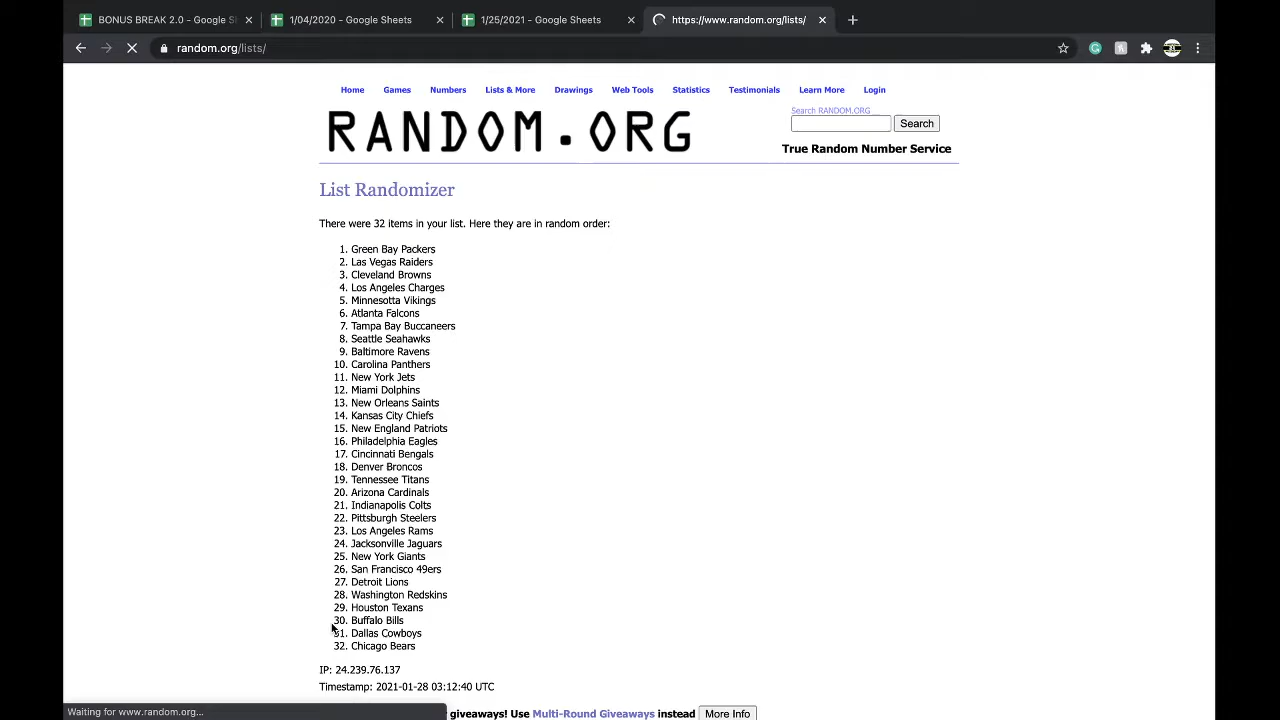 BONUS BREAK 2.0 - Google S
1/04/2020 - Google Sheets
1/25/2021 - Google Sheets
https://www.random.org/lists/
random.org/lists/
Home Games Numbers Lists & More Drawings Web Tools Statistics Testimonials Learn More Login
RANDOM.ORG
Search RANDOM.ORG
Search
True Random Number Service
List Randomizer
There were 32 items in your list. Here they are in random order:
1. Green Bay Packers
2. Las Vegas Raiders
3. Cleveland Browns
4. Los Angeles Charges
5. Minnesotta Vikings
6. Atlanta Falcons
7. Tampa Bay Buccaneers
8. Seattle Seahawks
9. Baltimore Ravens
10. Carolina Panthers
11. New York Jets
12. Miami Dolphins
13. New Orleans Saints
14. Kansas City Chiefs
15. New England Patriots
16. Philadelphia Eagles
17. Cincinnati Bengals
18. Denver Broncos
19. Tennessee Titans
20. Arizona Cardinals
21. Indianapolis Colts
22. Pittsburgh Steelers
23. Los Angeles Rams
24. Jacksonville Jaguars
25. New York Giants
26. San Francisco 49ers
27. Detroit Lions
28. Washington Redskins
29. Houston Texans
30. Buffalo Bills
31. Dallas Cowboys
32. Chicago Bears
IP: 24.239.76.137
Timestamp: 2021-01-28 03:12:40 UTC
Waiting for www.random.org...
giveaways! Use Multi-Round Giveaways instead More Info